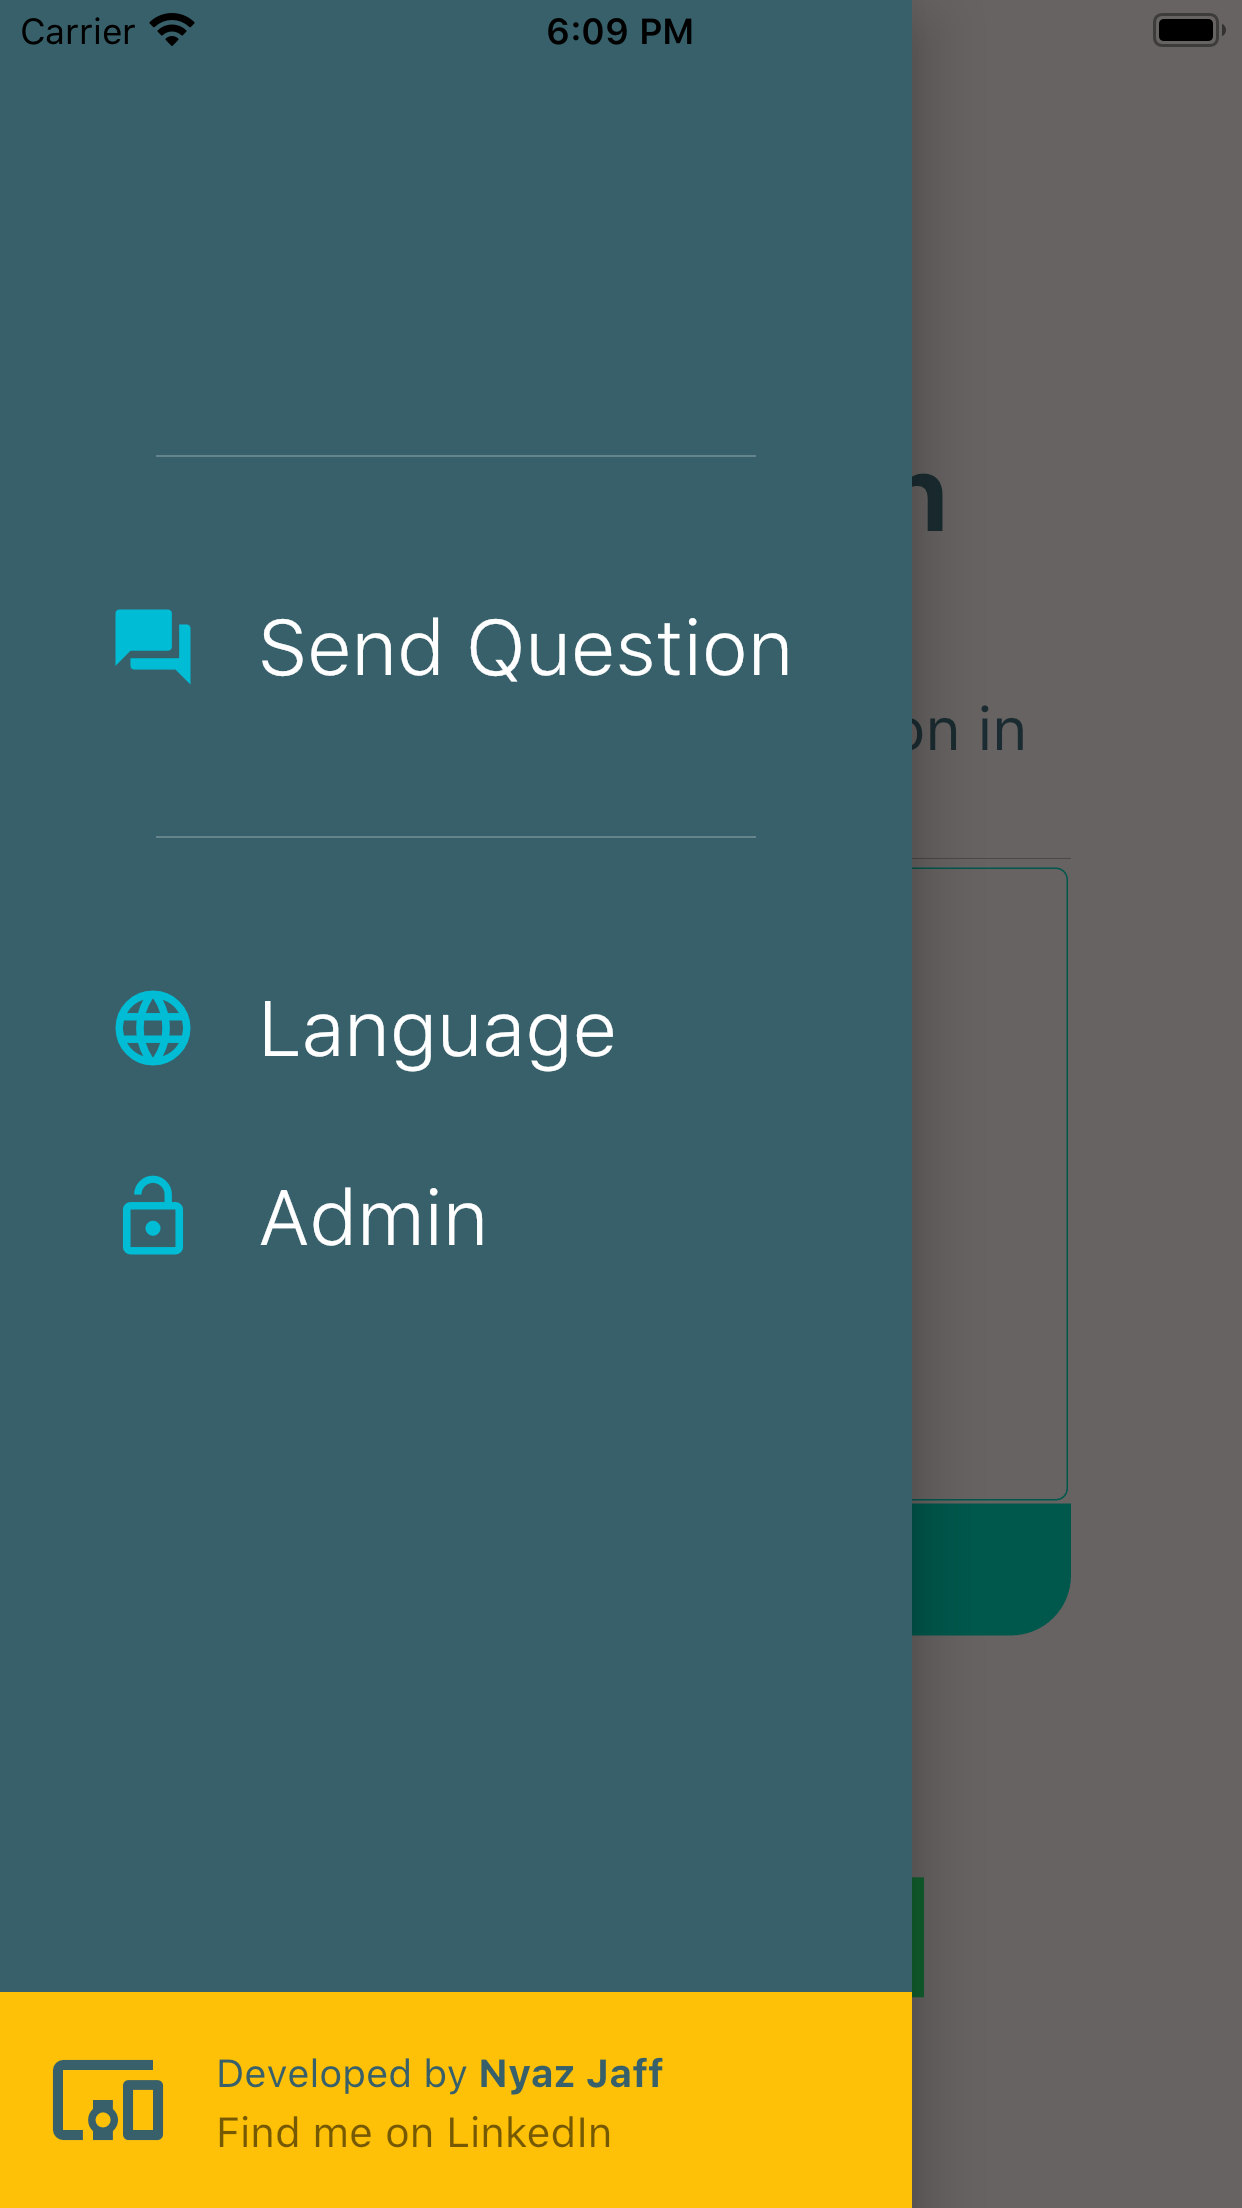 Carrier 6:09 PM
Send Question
on in
Language
Admin
Developed by Nyaz Jaff
Find me on LinkedIn